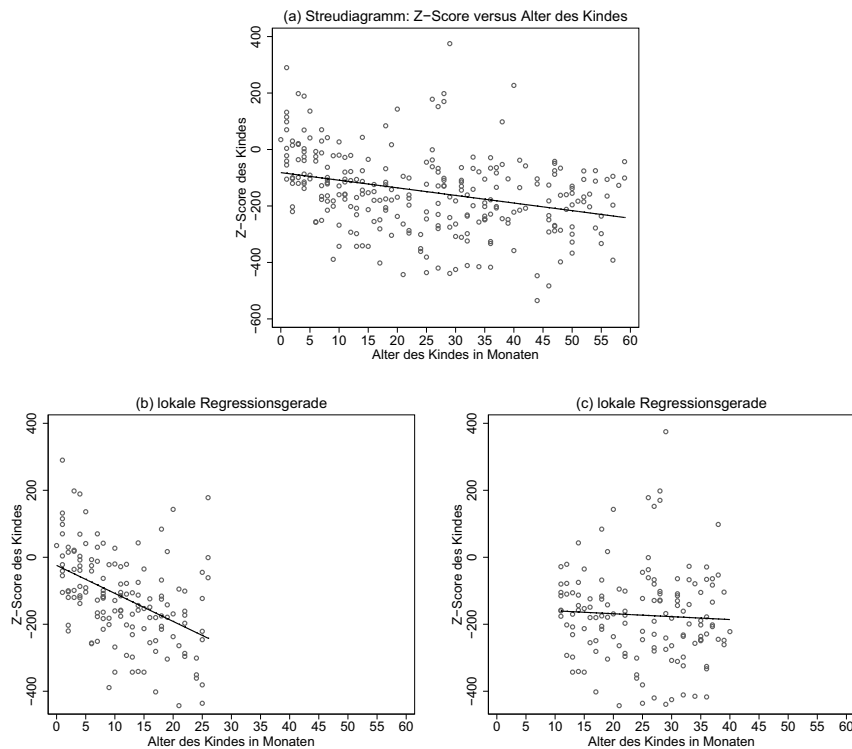 (a) Streudiagramm: Z−Score versus Alter des Kindes
Z−Score des Kindes
400
200
0
−200
−400
−600
0 5 10 15 20 25 30 35 40 45 50 55 60
Alter des Kindes in Monaten
(b) lokale Regressionsgerade
Z−Score des Kindes
400
200
0
−200
−400
0 5 10 15 20 25 30 35 40 45 50 55 60
Alter des Kindes in Monaten
(c) lokale Regressionsgerade
Z−Score des Kindes
400
200
0
−200
−400
0 5 10 15 20 25 30 35 40 45 50 55 60
Alter des Kindes in Monaten